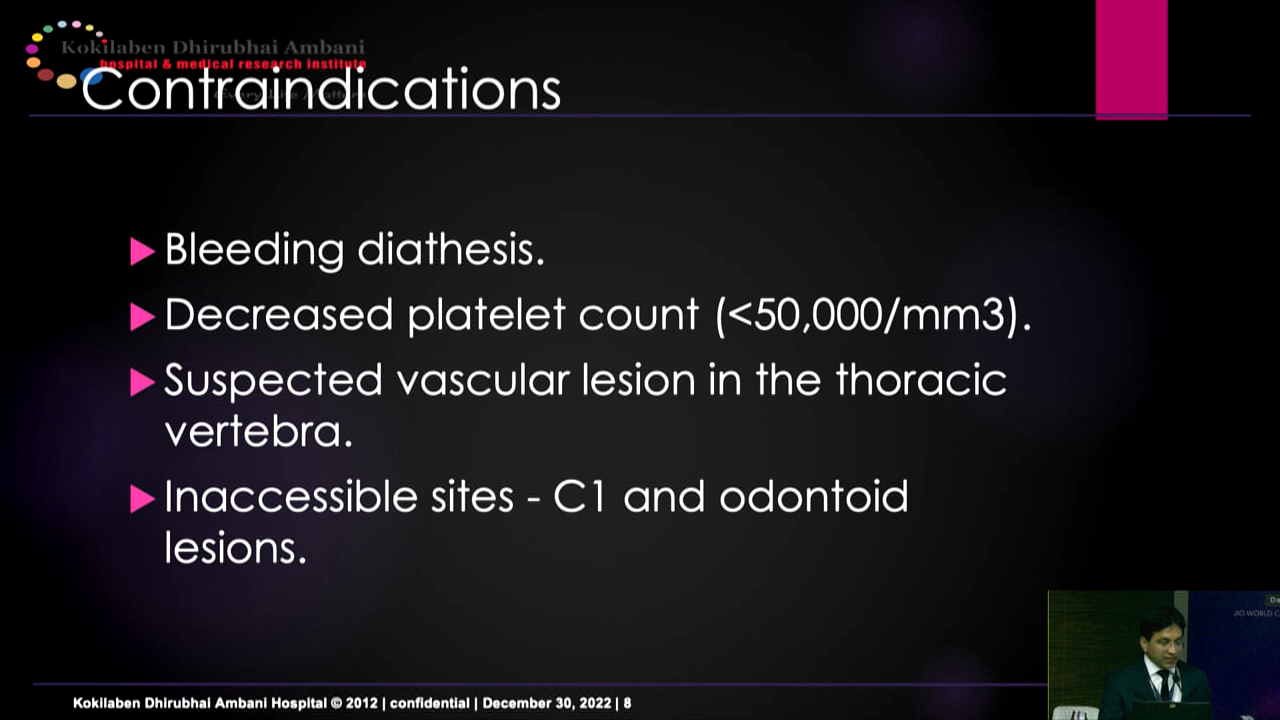 Kokilaben Dhirubhai Ambani
hospital & medical research institute
Contraindications
Bleeding diathesis.
Decreased platelet count (<50,000/mm3).
Suspected vascular lesion in the thoracic
vertebra.
Inaccessible sites - C1 and odontoid
lesions.
JIO WORLD
Kokilaben Dhirubhai Ambani Hospital © 2012 | confidential | December 30, 2022 | 8